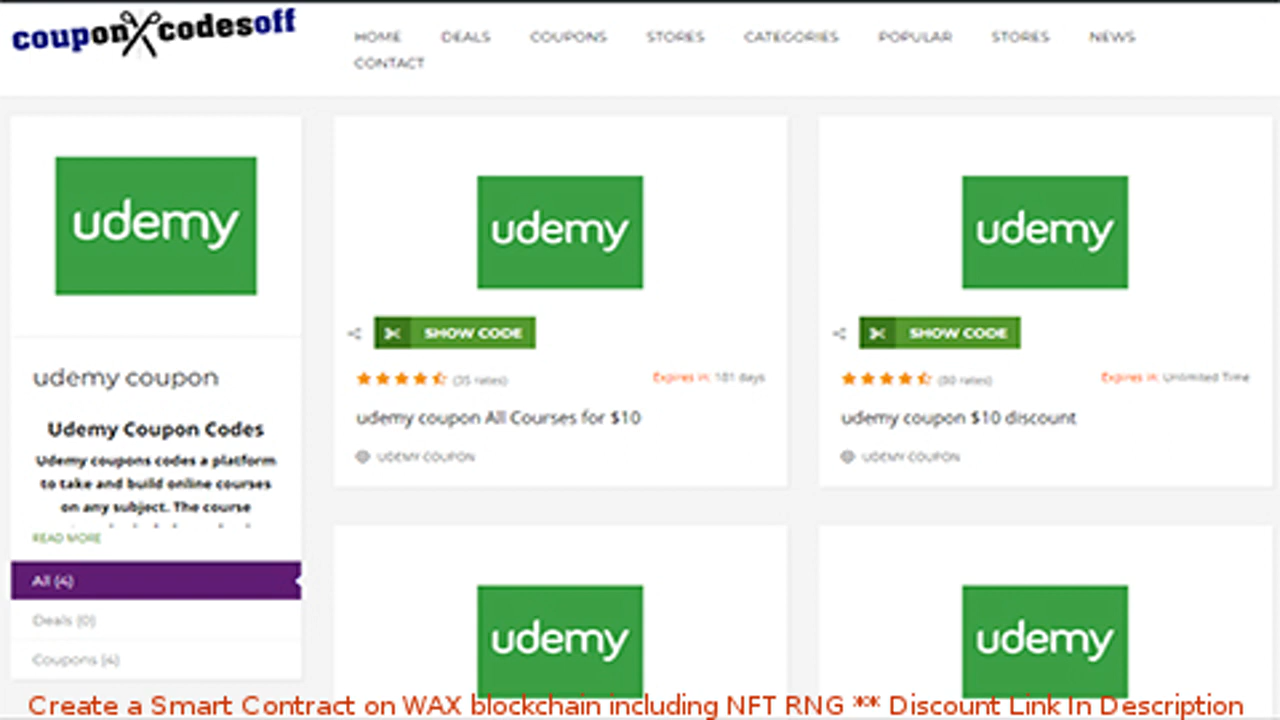 couponXcodesoff
HOME DEALS COUPONS STORES CATEGORIES POPULAR STORES NEWS
CONTACT
udemy
udemy coupon
Udemy Coupon Codes
Udemy coupons codes a platform
to take and build online courses
on any subject. The course
READ MORE
All (4)
Deals (0)
Coupons (4)
udemy
SHOW CODE
(35 rates) Expires in: 181 days
udemy coupon All Courses for $10
UDEMY COUPON
udemy
SHOW CODE
(80 rates) Expires in: Unlimited Time
udemy coupon $10 discount
UDEMY COUPON
udemy
udemy
Create a Smart Contract on WAX blockchain including NFT RNG ** Discount Link In Description